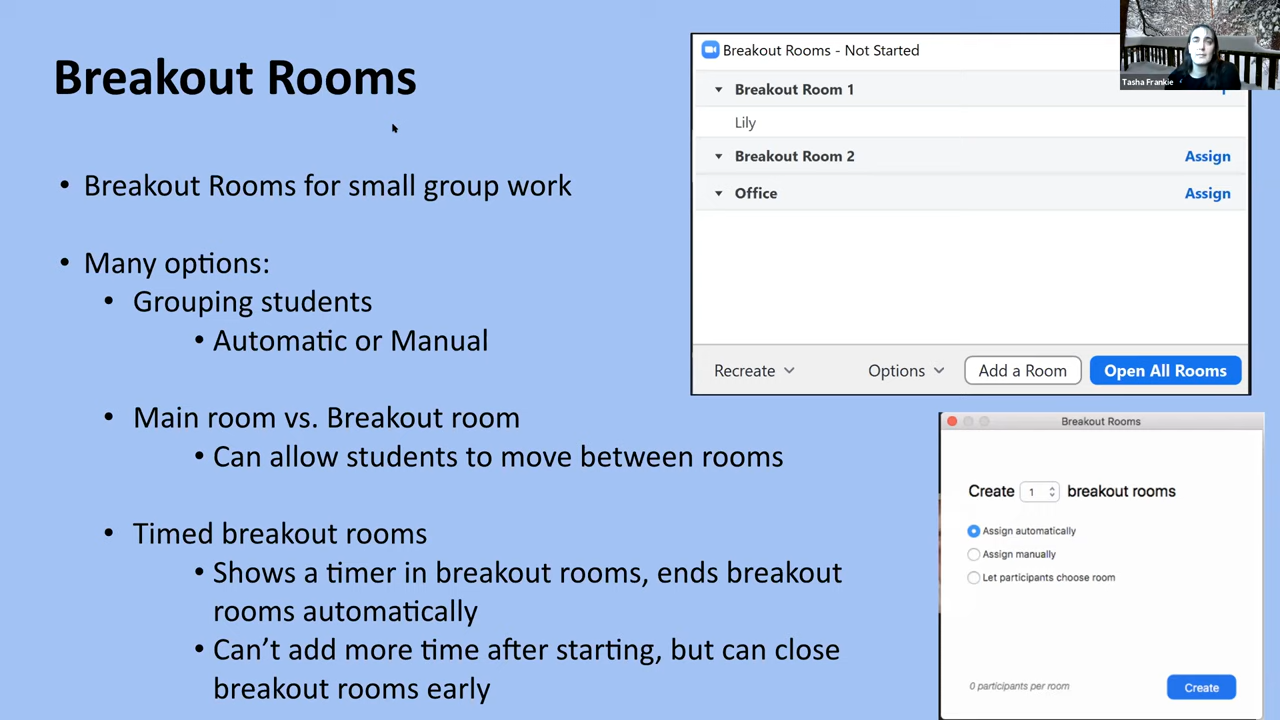 Breakout Rooms
• Breakout Rooms for small group work
• Many options:
• Grouping students
• Automatic or Manual
• Main room vs. Breakout room
• Can allow students to move between rooms
• Timed breakout rooms
• Shows a timer in breakout rooms, ends breakout
rooms automatically
• Can’t add more time after starting, but can close
breakout rooms early
Breakout Rooms - Not Started
Breakout Room 1
Lily
Breakout Room 2 Assign
Office Assign
Recreate Options Add a Room Open All Rooms
Tasha Frankie
Breakout Rooms
Create 1 breakout rooms
Assign automatically
Assign manually
Let participants choose room
0 participants per room Create